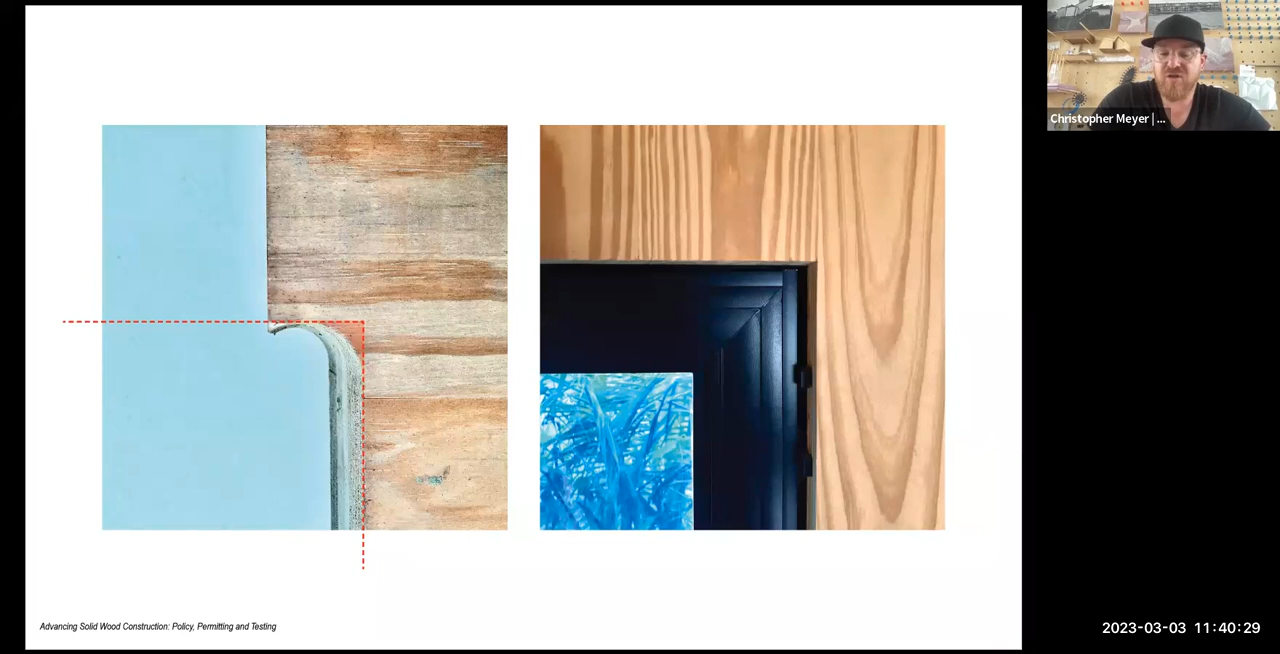 Christopher Meyer | ...
Advancing Solid Wood Construction: Policy, Permitting and Testing
2023-03-03 11:40:29